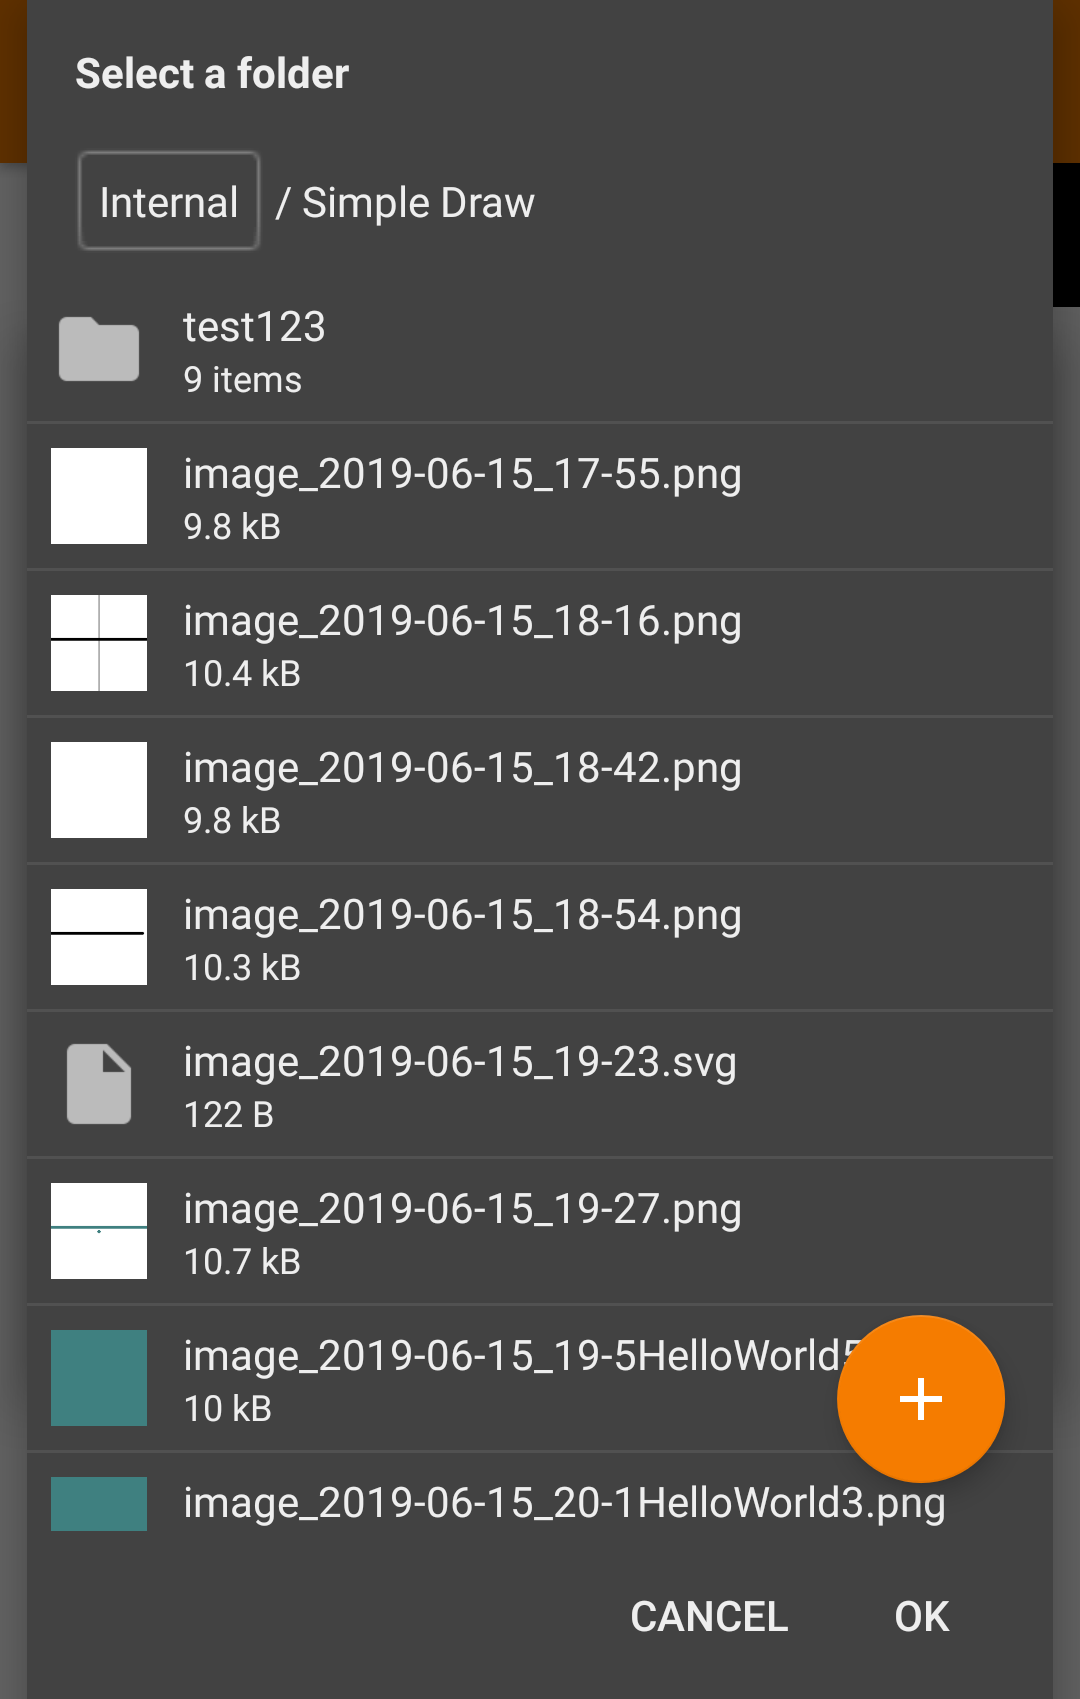 Select a folder
Internal / Simple Draw
test123
9 items
image_2019-06-15_17-55.png
9.8 kB
image_2019-06-15_18-16.png
10.4 kB
image_2019-06-15_18-42.png
9.8 kB
image_2019-06-15_18-54.png
10.3 kB
image_2019-06-15_19-23.svg
122 B
image_2019-06-15_19-27.png
10.7 kB
image_2019-06-15_19-5HelloWorld
10 kB
image_2019-06-15_20-1HelloWorld3.png
CANCEL OK